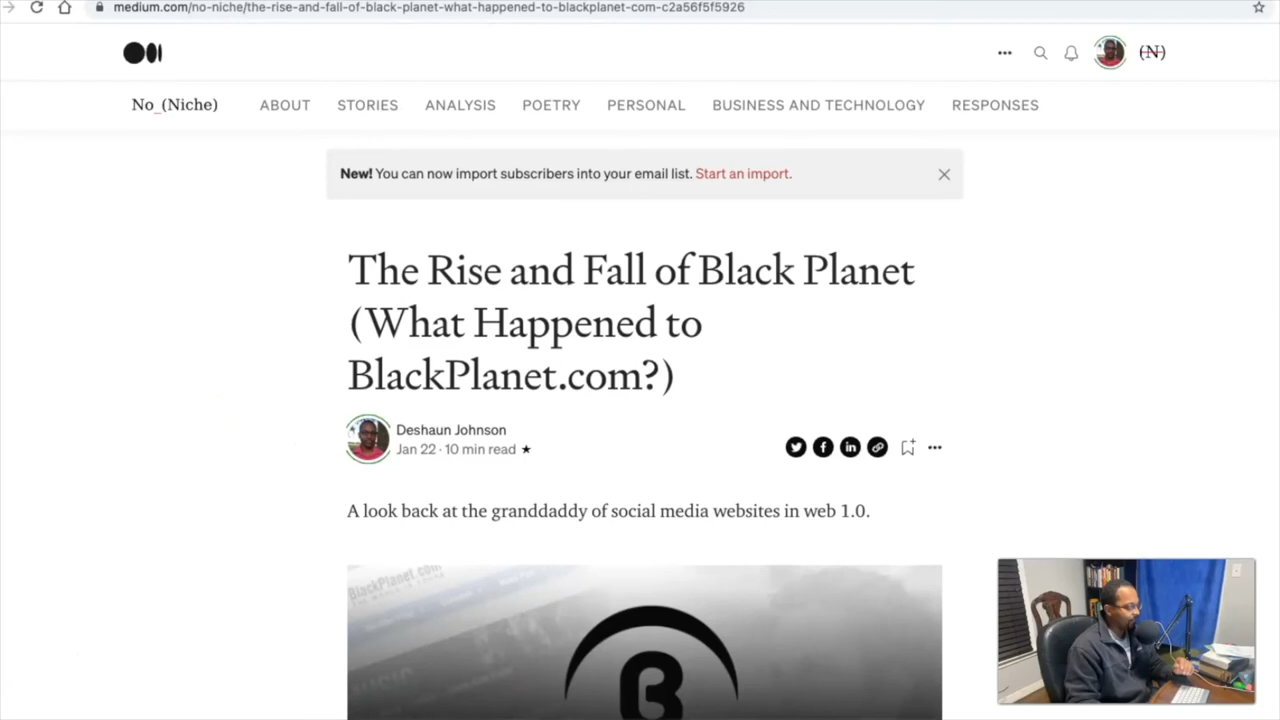 medium.com/no-niche/the-rise-and-fall-of-black-planet-what-happened-to-blackplanet-com-c2a56f5f5926
(N)
No_(Niche) ABOUT STORIES ANALYSIS POETRY PERSONAL BUSINESS AND TECHNOLOGY RESPONSES
New! You can now import subscribers into your email list. Start an import.
The Rise and Fall of Black Planet
(What Happened to
BlackPlanet.com?)
Deshaun Johnson
Jan 22 · 10 min read ★
A look back at the granddaddy of social media websites in web 1.0.
BlackPlanet.com
B